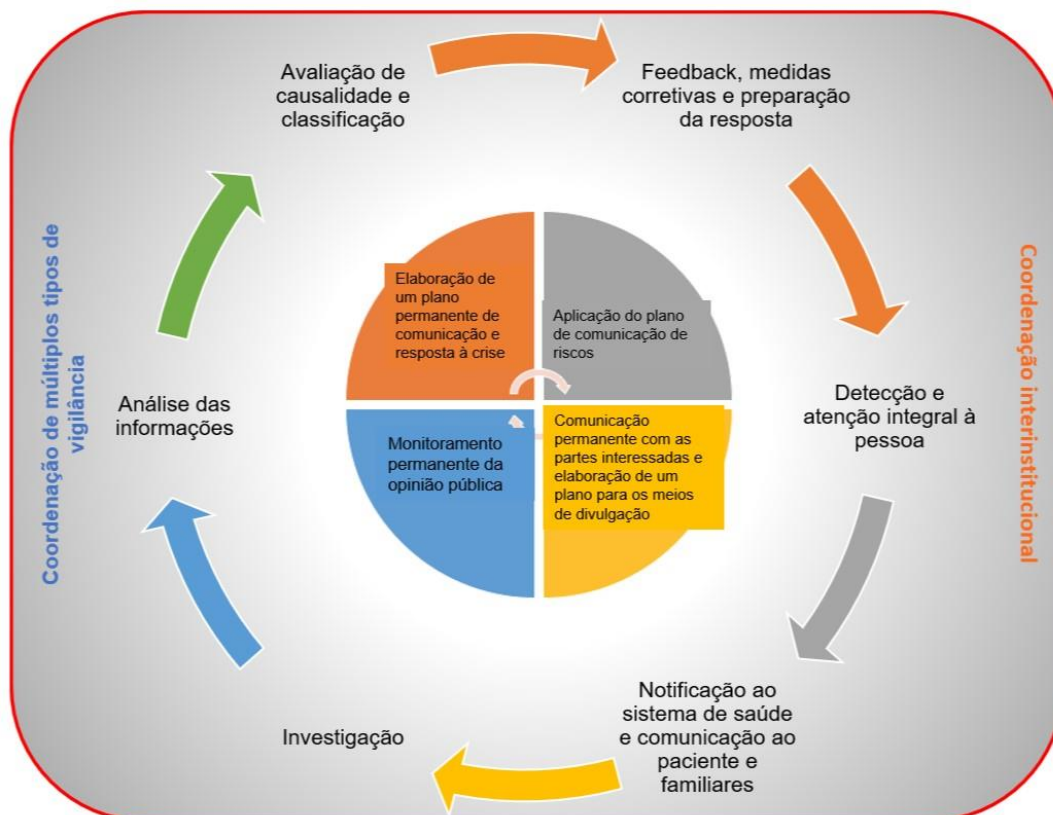 Avaliação de
causalidade e
classificação
Feedback, medidas
corretivas e preparação
da resposta
Detecção e
atenção integral à
pessoa
Notificação ao
sistema de saúde
e comunicação ao
paciente e
familiares
Investigação
Análise das
informações
Elaboração de
um plano
permanente de
comunicação e
resposta à crise
Aplicação do plano
de comunicação de
riscos
Comunicação
permanente com as
partes interessadas e
elaboração de um
plano para os meios
de divulgação
Monitoramento
permanente da
opinião pública
Coordenação de múltiplos tipos de
vigilância
Coordenação interinstitucional